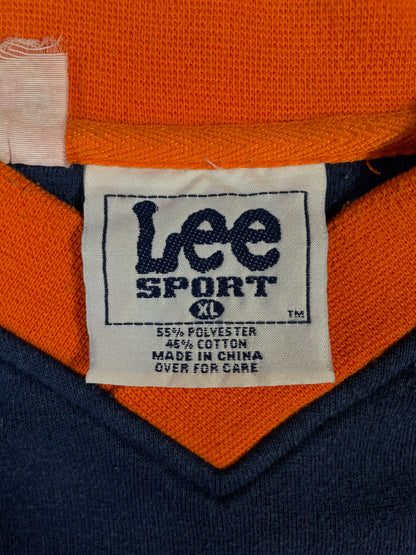 Lee
SPORT
XL
TM
55% POLYESTER
45% COTTON
MADE IN CHINA
OVER FOR CARE